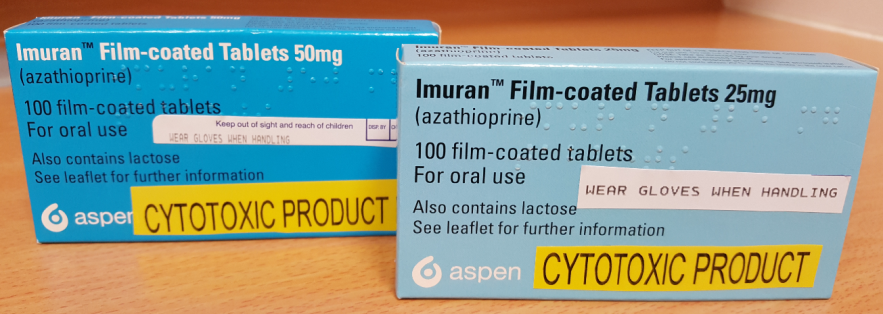 Imuran™ Film-coated Tablets 50mg
(azathioprine)
100 film-coated tablets
For oral use
Keep out of sight and reach of children
DISP. BY
WEAR GLOVES WHEN HANDLING
Also contains lactose
See leaflet for further information
aspen
CYTOTOXIC PRODUCT
Imuran™ Film-coated Tablets 25mg
(azathioprine)
100 film-coated tablets
For oral use
WEAR GLOVES WHEN HANDLING
Also contains lactose
See leaflet for further information
aspen
CYTOTOXIC PRODUCT